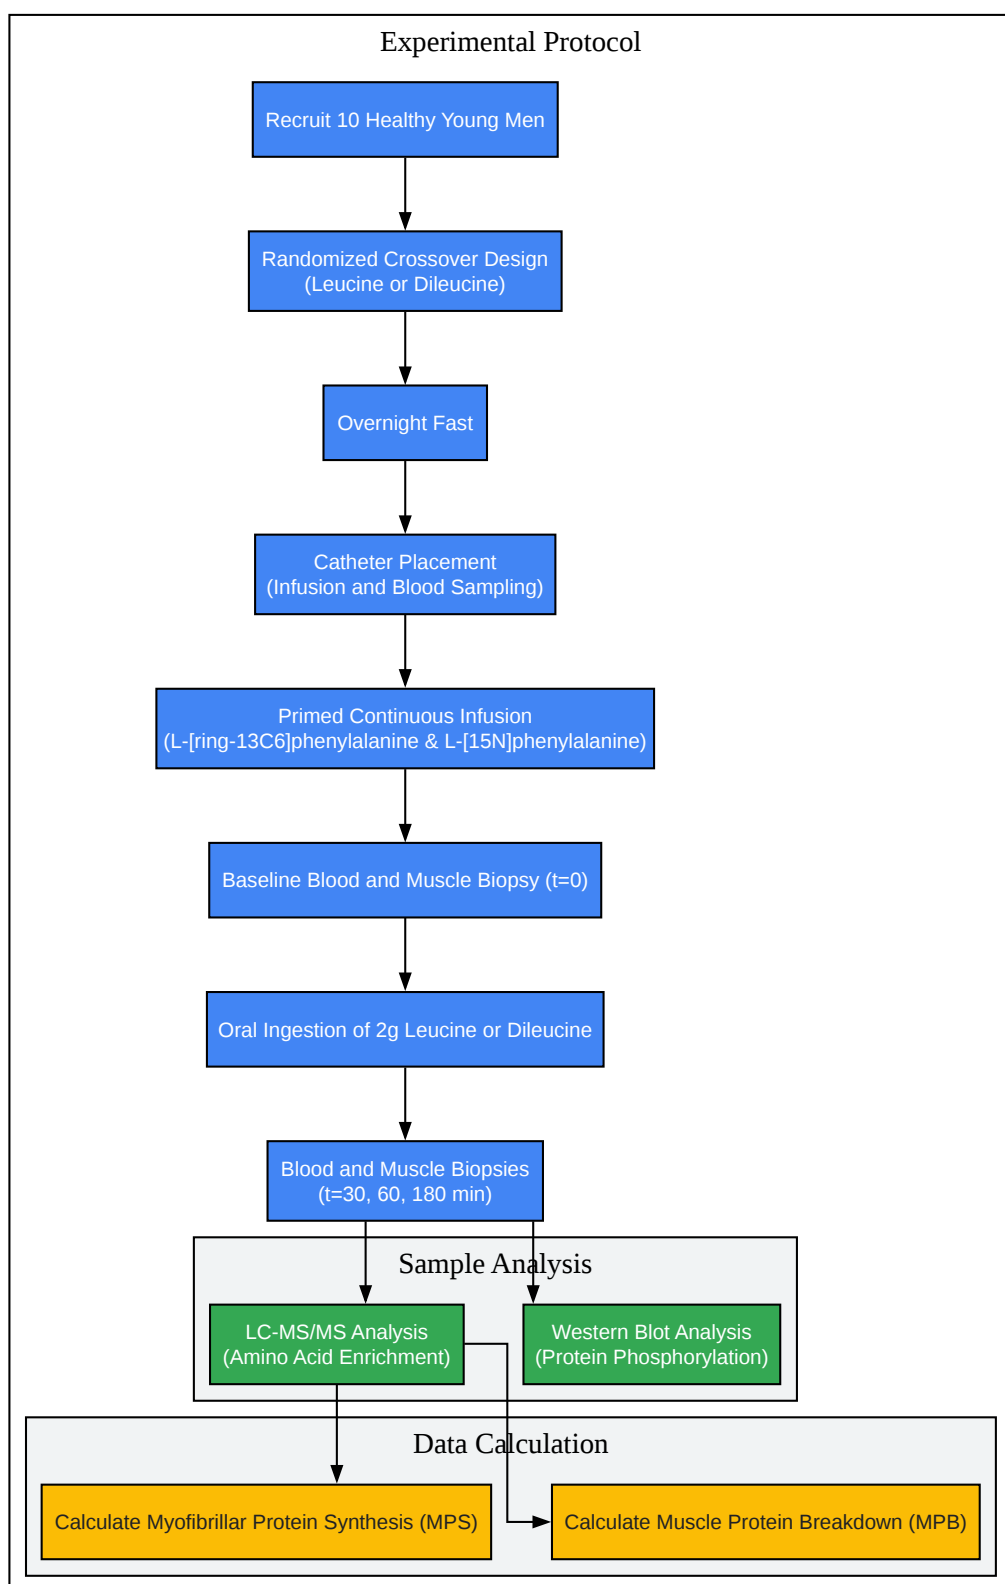 Experimental Protocol
Recruit 10 Healthy Young Men
Randomized Crossover Design
(Leucine or Dileucine)
Overnight Fast
Catheter Placement
(Infusion and Blood Sampling)
Primed Continuous Infusion
(L-[ring-13C6]phenylalanine & L-[15N]phenylalanine)
Baseline Blood and Muscle Biopsy (t=0)
Oral Ingestion of 2g Leucine or Dileucine
Blood and Muscle Biopsies
(t=30, 60, 180 min)
Sample Analysis
LC-MS/MS Analysis
(Amino Acid Enrichment)
Western Blot Analysis
(Protein Phosphorylation)
Data Calculation
Calculate Myofibrillar Protein Synthesis (MPS)
Calculate Muscle Protein Breakdown (MPB)